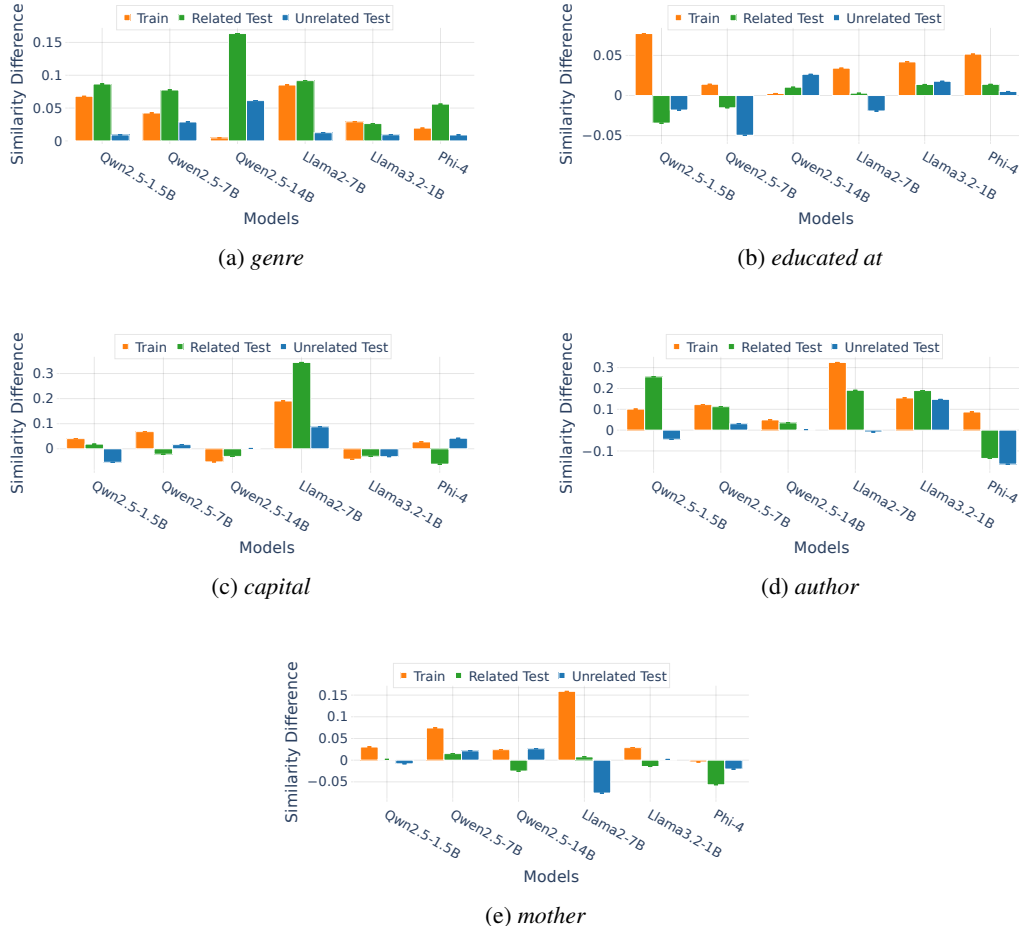 Train Related Test Unrelated Test
Similarity Difference
0.15
0.1
0.05
0
Qwn2.5-1.5B
Qwen2.5-7B
Qwen2.5-14B
Llama2-7B
Llama3.2-1B
Phi-4
Models
(a) genre
Train Related Test Unrelated Test
Similarity Difference
0.05
0
−0.05
Qwn2.5-1.5B
Qwen2.5-7B
Qwen2.5-14B
Llama2-7B
Llama3.2-1B
Phi-4
Models
(b) educated at
Train Related Test Unrelated Test
Similarity Difference
0.3
0.2
0.1
0
Qwn2.5-1.5B
Qwen2.5-7B
Qwen2.5-14B
Llama2-7B
Llama3.2-1B
Phi-4
Models
(c) capital
Train Related Test Unrelated Test
Similarity Difference
0.3
0.2
0.1
0
−0.1
Qwn2.5-1.5B
Qwen2.5-7B
Qwen2.5-14B
Llama2-7B
Llama3.2-1B
Phi-4
Models
(d) author
Train Related Test Unrelated Test
Similarity Difference
0.15
0.1
0.05
0
−0.05
Qwn2.5-1.5B
Qwen2.5-7B
Qwen2.5-14B
Llama2-7B
Llama3.2-1B
Phi-4
Models
(e) mother